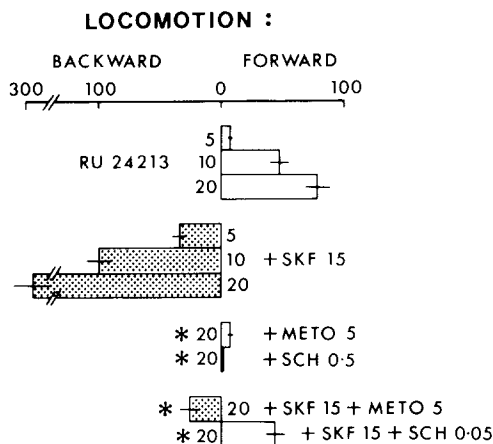 LOCOMOTION :
BACKWARD FORWARD
300 100 0 100
5
RU 24213 10
20
5
10 + SKF 15
20
* 20 + METO 5
* 20 + SCH 0·5
* 20 + SKF 15 + METO 5
* 20 + SKF 15 + SCH 0·05